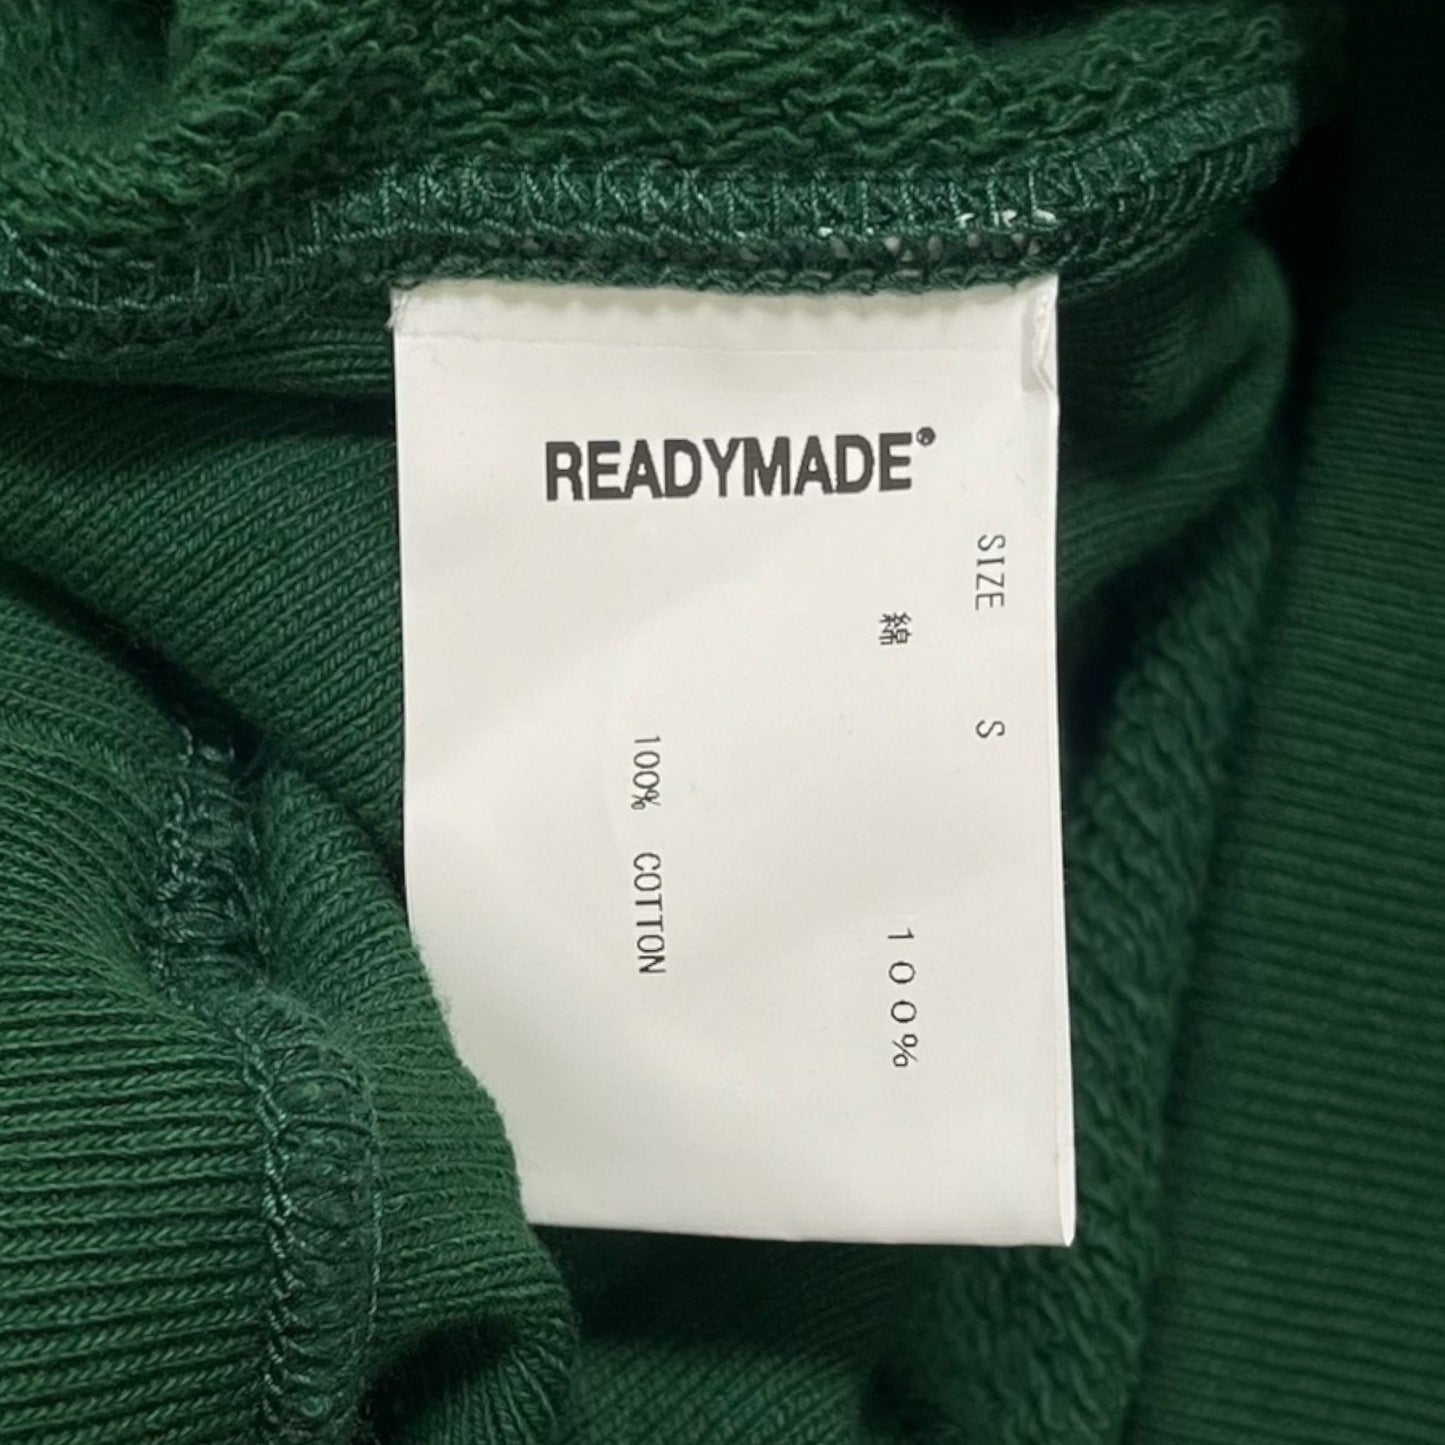 READYMADE®
SIZE S
綿 100%
100% COTTON